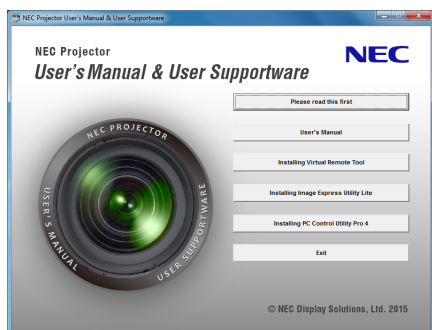 NEC Projector User's Manual & User Supportware
NEC Projector
NEC
User's Manual & User Supportware
Please read this first
User's Manual
Installing Virtual Remote Tool
Installing Image Express Utility Lite
Installing PC Control Utility Pro 4
Exit
NEC PROJECTOR
USER'S MANUAL
USER SUPPORTWARE
© NEC Display Solutions, Ltd. 2015